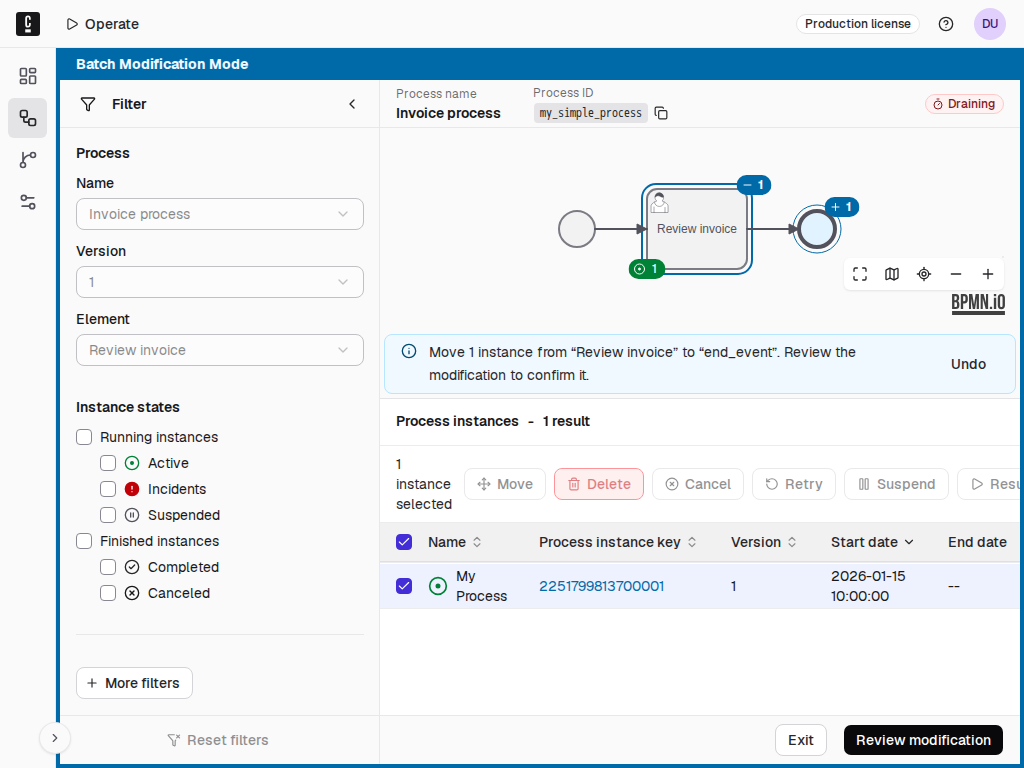 Operate
Production license
DU
Batch Modification Mode
Filter
Process name
Invoice process
Process ID
my_simple_process
Draining
Process
Name
Invoice process
Version
1
Element
Review invoice
Instance states
Running instances
Active
Incidents
Suspended
Finished instances
Completed
Canceled
More filters
Reset filters
Review invoice
1
1
1
BPMN.iO
Move 1 instance from “Review invoice” to “end_event”. Review the
modification to confirm it.
Undo
Process instances - 1 result
1
instance
selected
Move
Delete
Cancel
Retry
Suspend
Resu
Name
Process instance key
Version
Start date
End date
My
Process
2251799813700001
1
2026-01-15
10:00:00
--
Exit
Review modification